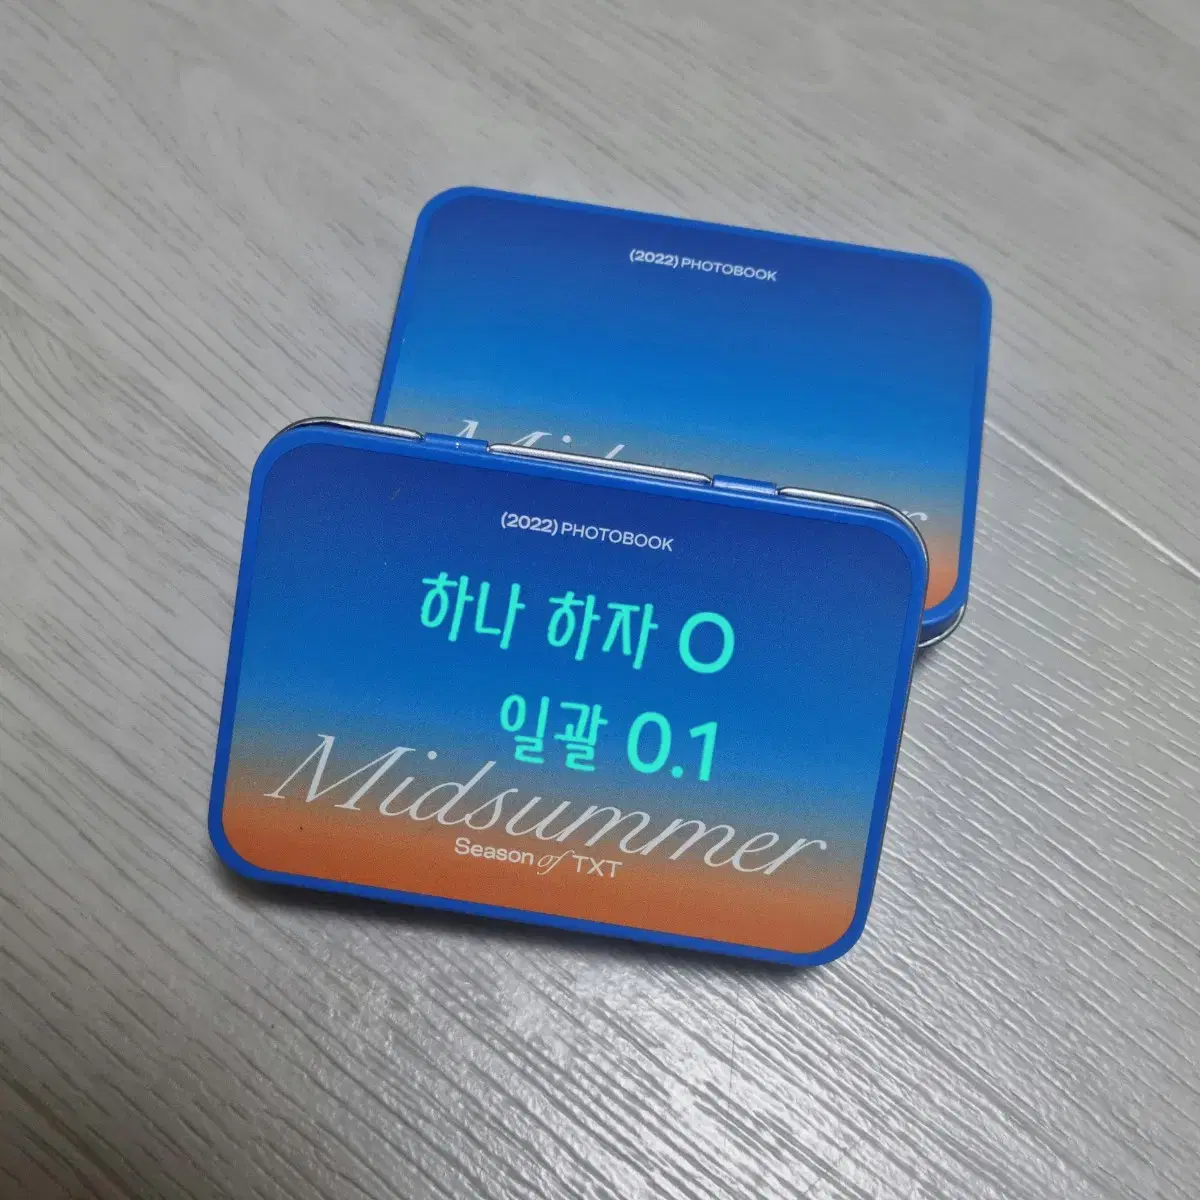 (2022) PHOTOBOOK
(2022) PHOTOBOOK
하나 하자 O
일괄 0.1
Midsummer
Season of TXT